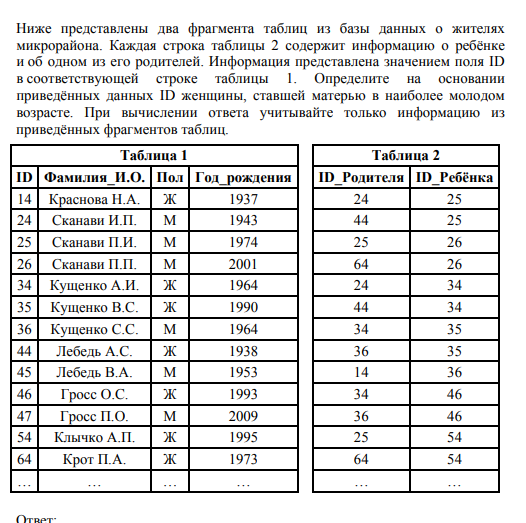 Ниже представлены два фрагмента таблиц из базы данных о жителях
микрорайона. Каждая строка таблицы 2 содержит информацию о ребёнке
и об одном из его родителей. Информация представлена значением поля ID
в соответствующей строке таблицы 1. Определите на основании
приведённых данных ID женщины, ставшей матерью в наиболее молодом
возрасте. При вычислении ответа учитывайте только информацию из
приведённых фрагментов таблиц.
Таблица 1
ID Фамилия_И.О. Пол Год_рождения
14 Краснова Н.А. Ж 1937
24 Сканави И.П. М 1943
25 Сканави П.И. М 1974
26 Сканави П.П. М 2001
34 Кущенко А.И. Ж 1964
35 Кущенко В.С. Ж 1990
36 Кущенко С.С. М 1964
44 Лебедь А.С. Ж 1938
45 Лебедь В.А. М 1953
46 Гросс О.С. Ж 1993
47 Гросс П.О. М 2009
54 Клычко А.П. Ж 1995
64 Крот П.А. Ж 1973
… … … …
Таблица 2
ID_Родителя ID_Ребёнка
24 25
44 25
25 26
64 26
24 34
44 34
34 35
36 35
14 36
34 46
36 46
25 54
64 54
… …
Ответ: